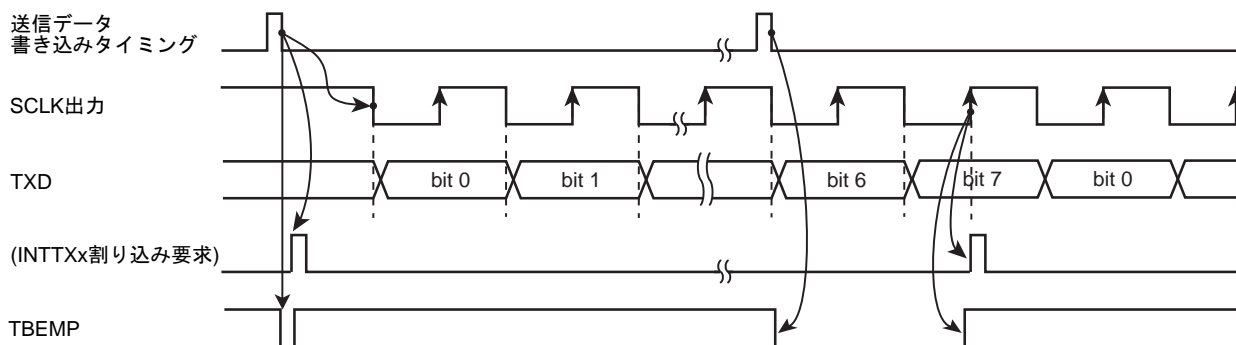 送信データ
書き込みタイミング
SCLK出力
TXD
bit 0
bit 1
bit 6
bit 7
bit 0
(INTTXx割り込み要求)
TBEMP